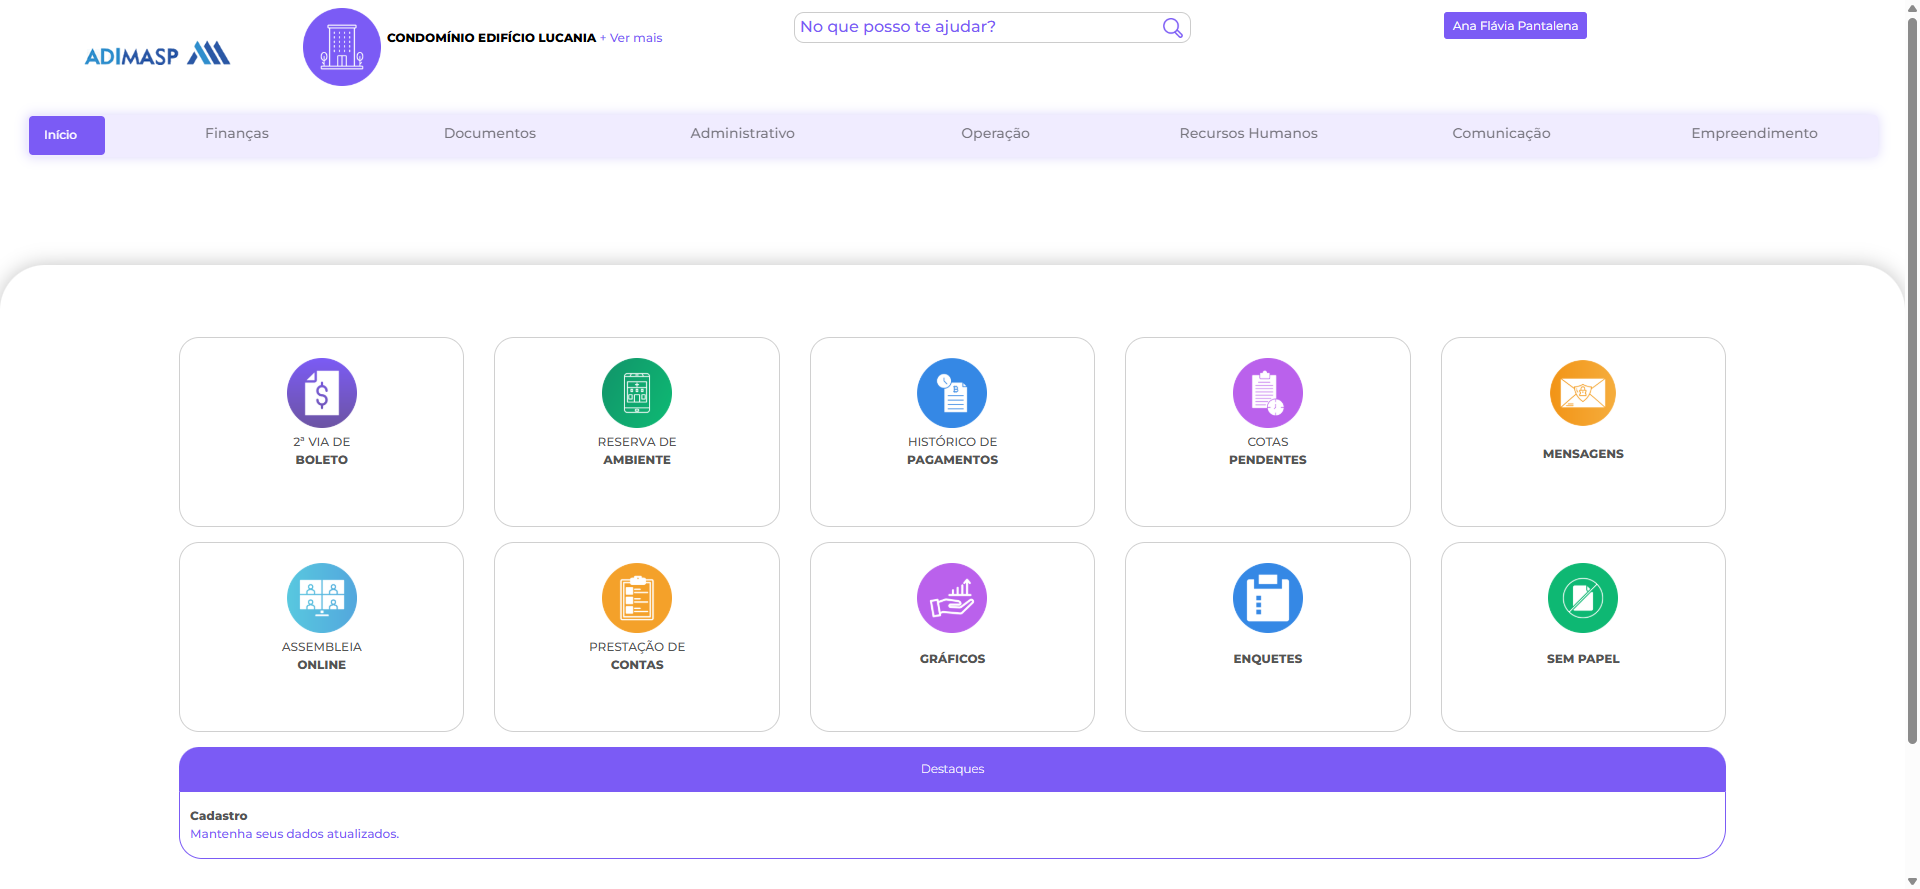 ADIMASP
CONDOMÍNIO EDIFÍCIO LUCANIA + Ver mais
No que posso te ajudar?
Ana Flávia Pantalena
Início
Finanças
Documentos
Administrativo
Operação
Recursos Humanos
Comunicação
Empreendimento
2ª VIA DE
BOLETO
RESERVA DE
AMBIENTE
HISTÓRICO DE
PAGAMENTOS
COTAS
PENDENTES
MENSAGENS
ASSEMBLEIA
ONLINE
PRESTAÇÃO DE
CONTAS
GRÁFICOS
ENQUETES
SEM PAPEL
Destaques
Cadastro
Mantenha seus dados atualizados.